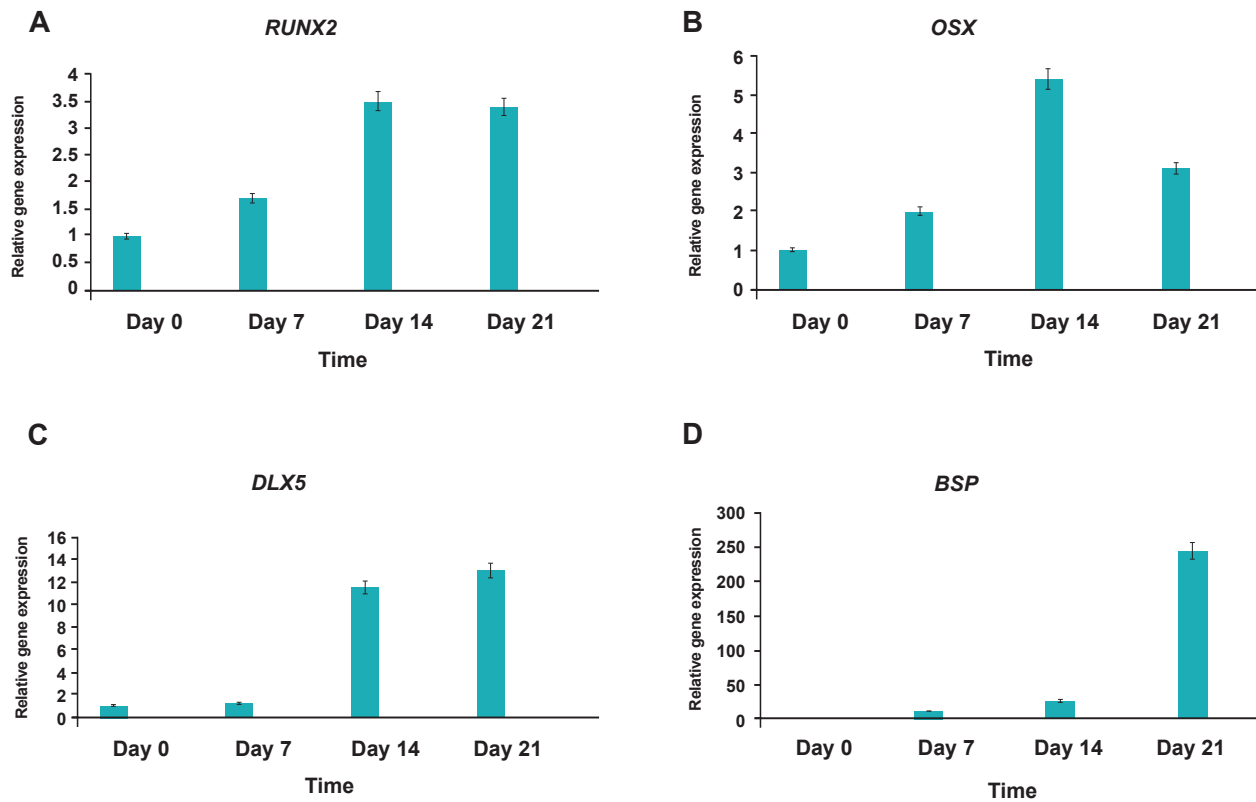 A
RUNX2
Relative gene expression
4
3.5
3
2.5
2
1.5
1
0.5
0
Day 0 Day 7 Day 14 Day 21
Time
B
OSX
Relative gene expression
6
5
4
3
2
1
0
Day 0 Day 7 Day 14 Day 21
Time
C
DLX5
Relative gene expression
16
14
12
10
8
6
4
2
0
Day 0 Day 7 Day 14 Day 21
Time
D
BSP
Relative gene expression
300
250
200
150
100
50
0
Day 0 Day 7 Day 14 Day 21
Time